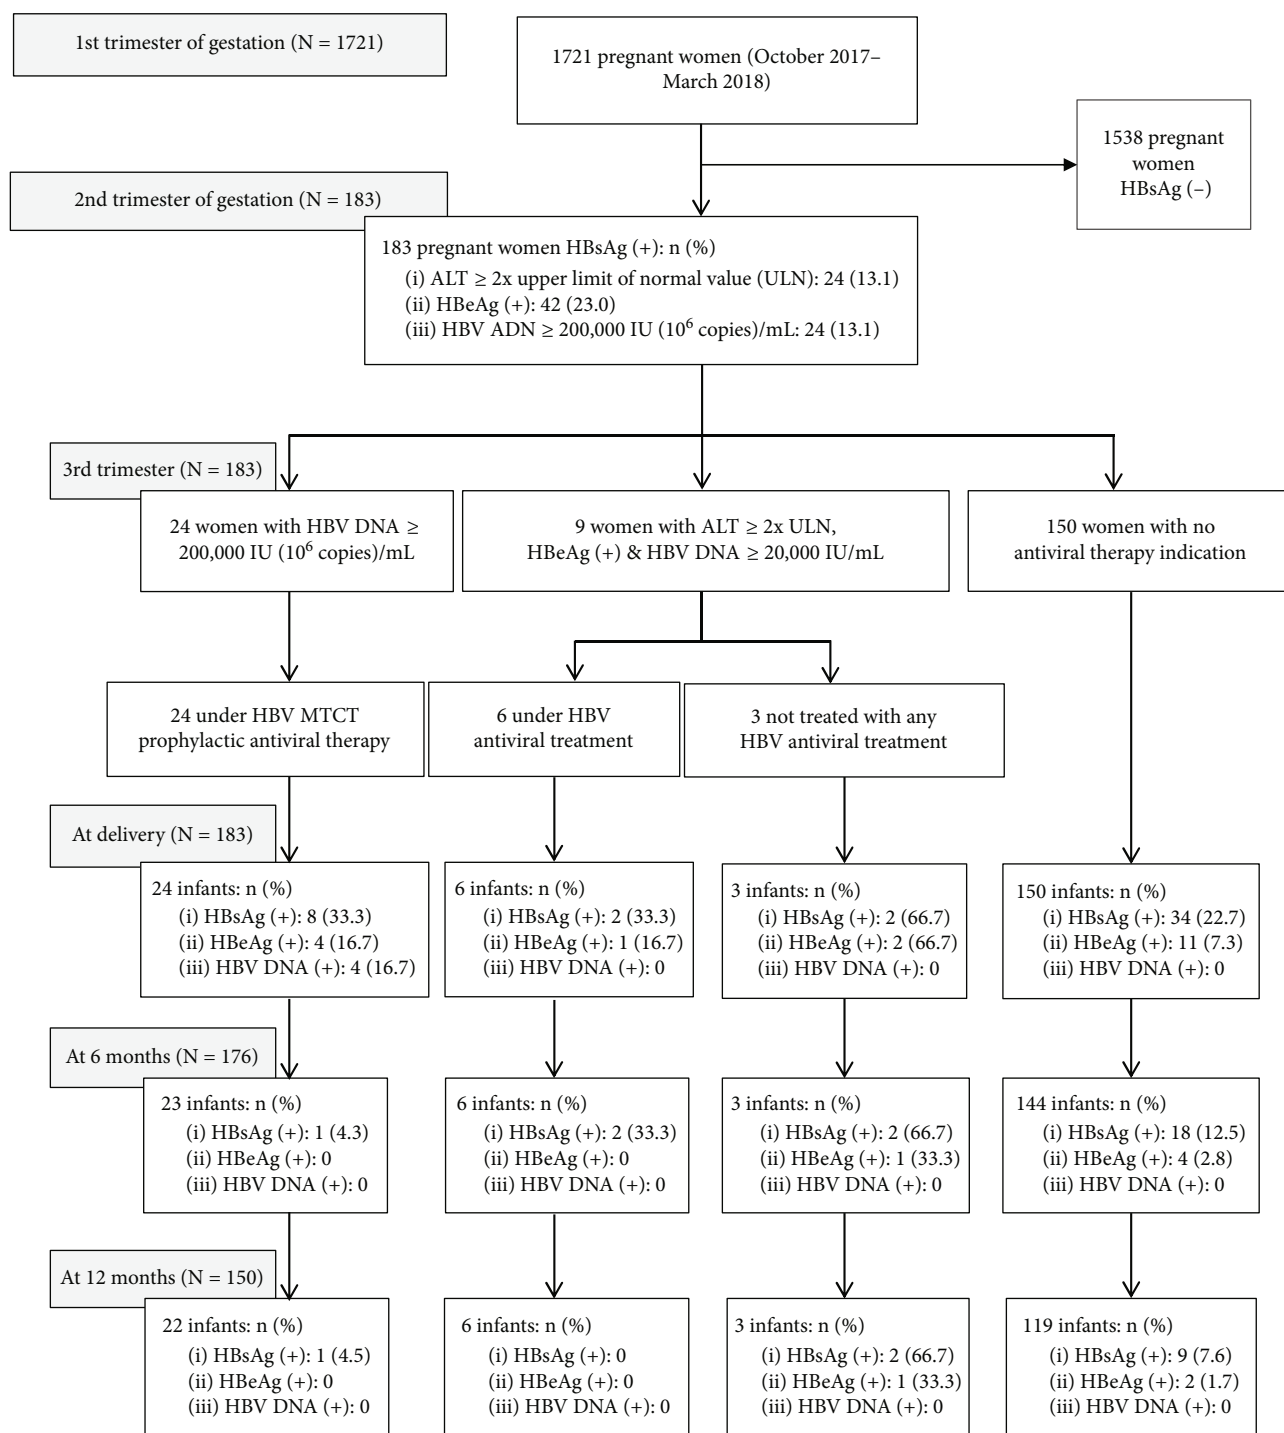 1st trimester of gestation (N = 1721)
1721 pregnant women (October 2017–
March 2018)
1538 pregnant
women
HBsAg (–)
2nd trimester of gestation (N = 183)
183 pregnant women HBsAg (+): n (%)
(i) ALT ≥ 2x upper limit of normal value (ULN): 24 (13.1)
(ii) HBeAg (+): 42 (23.0)
(iii) HBV ADN ≥ 200,000 IU (10⁶ copies)/mL: 24 (13.1)
3rd trimester (N = 183)
24 women with HBV DNA ≥
200,000 IU (10⁶ copies)/mL
9 women with ALT ≥ 2x ULN,
HBeAg (+) & HBV DNA ≥ 20,000 IU/mL
150 women with no
antiviral therapy indication
24 under HBV MTCT
prophylactic antiviral therapy
6 under HBV
antiviral treatment
3 not treated with any
HBV antiviral treatment
At delivery (N = 183)
24 infants: n (%)
(i) HBsAg (+): 8 (33.3)
(ii) HBeAg (+): 4 (16.7)
(iii) HBV DNA (+): 4 (16.7)
6 infants: n (%)
(i) HBsAg (+): 2 (33.3)
(ii) HBeAg (+): 1 (16.7)
(iii) HBV DNA (+): 0
3 infants: n (%)
(i) HBsAg (+): 2 (66.7)
(ii) HBeAg (+): 2 (66.7)
(iii) HBV DNA (+): 0
150 infants: n (%)
(i) HBsAg (+): 34 (22.7)
(ii) HBeAg (+): 11 (7.3)
(iii) HBV DNA (+): 0
At 6 months (N = 176)
23 infants: n (%)
(i) HBsAg (+): 1 (4.3)
(ii) HBeAg (+): 0
(iii) HBV DNA (+): 0
6 infants: n (%)
(i) HBsAg (+): 2 (33.3)
(ii) HBeAg (+): 0
(iii) HBV DNA (+): 0
3 infants: n (%)
(i) HBsAg (+): 2 (66.7)
(ii) HBeAg (+): 1 (33.3)
(iii) HBV DNA (+): 0
144 infants: n (%)
(i) HBsAg (+): 18 (12.5)
(ii) HBeAg (+): 4 (2.8)
(iii) HBV DNA (+): 0
At 12 months (N = 150)
22 infants: n (%)
(i) HBsAg (+): 1 (4.5)
(ii) HBeAg (+): 0
(iii) HBV DNA (+): 0
6 infants: n (%)
(i) HBsAg (+): 0
(ii) HBeAg (+): 0
(iii) HBV DNA (+): 0
3 infants: n (%)
(i) HBsAg (+): 2 (66.7)
(ii) HBeAg (+): 1 (33.3)
(iii) HBV DNA (+): 0
119 infants: n (%)
(i) HBsAg (+): 9 (7.6)
(ii) HBeAg (+): 2 (1.7)
(iii) HBV DNA (+): 0